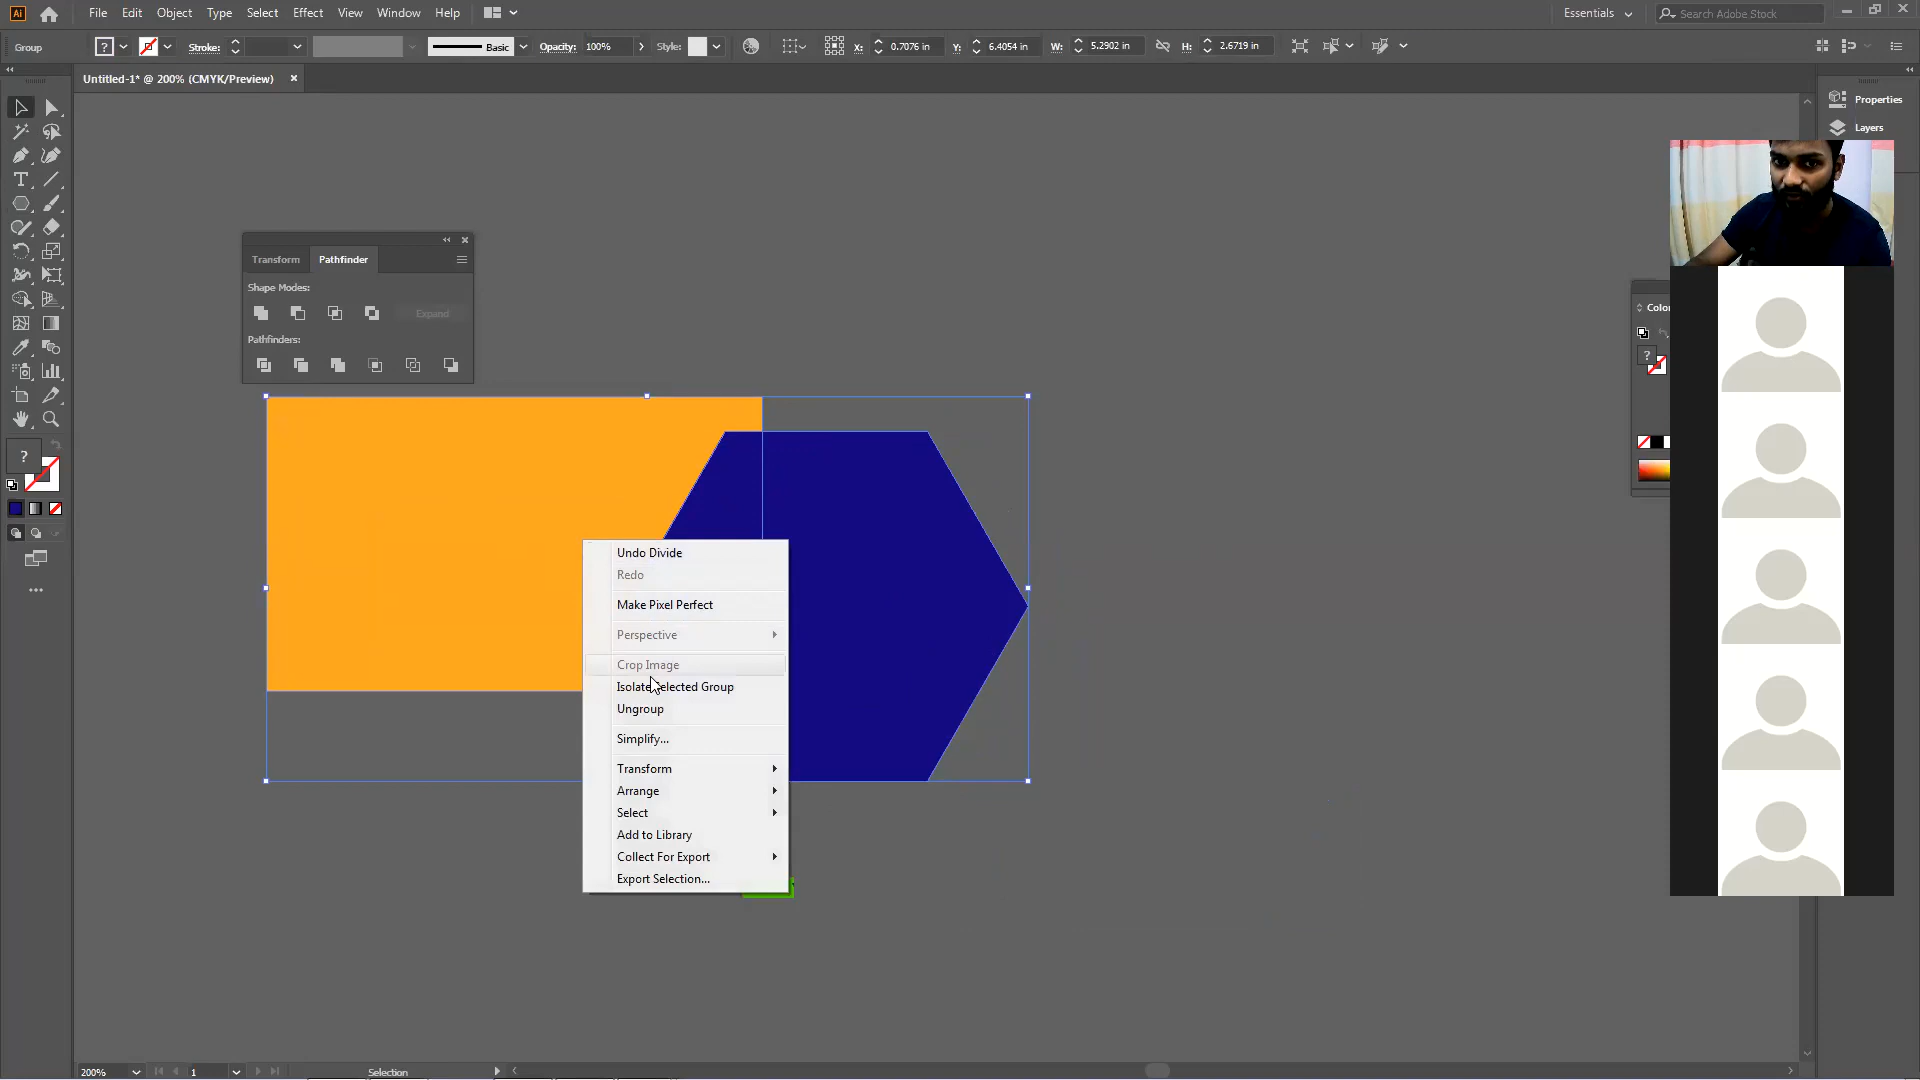 Ai File Edit Object Type Select Effect View Window Help Essentials Search Adobe Stock
Group ? Stroke: Basic Opacity: 100% Style: X: 0.7076 in Y: 6.4054 in W: 5.2902 in H: 2.6719 in
Untitled-1* @ 200% (CMYK/Preview)
Properties
Layers
Transform Pathfinder
Shape Modes:
Expand
Pathfinders:
Color
?
?
Undo Divide
Redo
Make Pixel Perfect
Perspective
Crop Image
Isolate Selected Group
Ungroup
Simplify...
Transform
Arrange
Select
Add to Library
Collect For Export
Export Selection...
200% 1 Selection